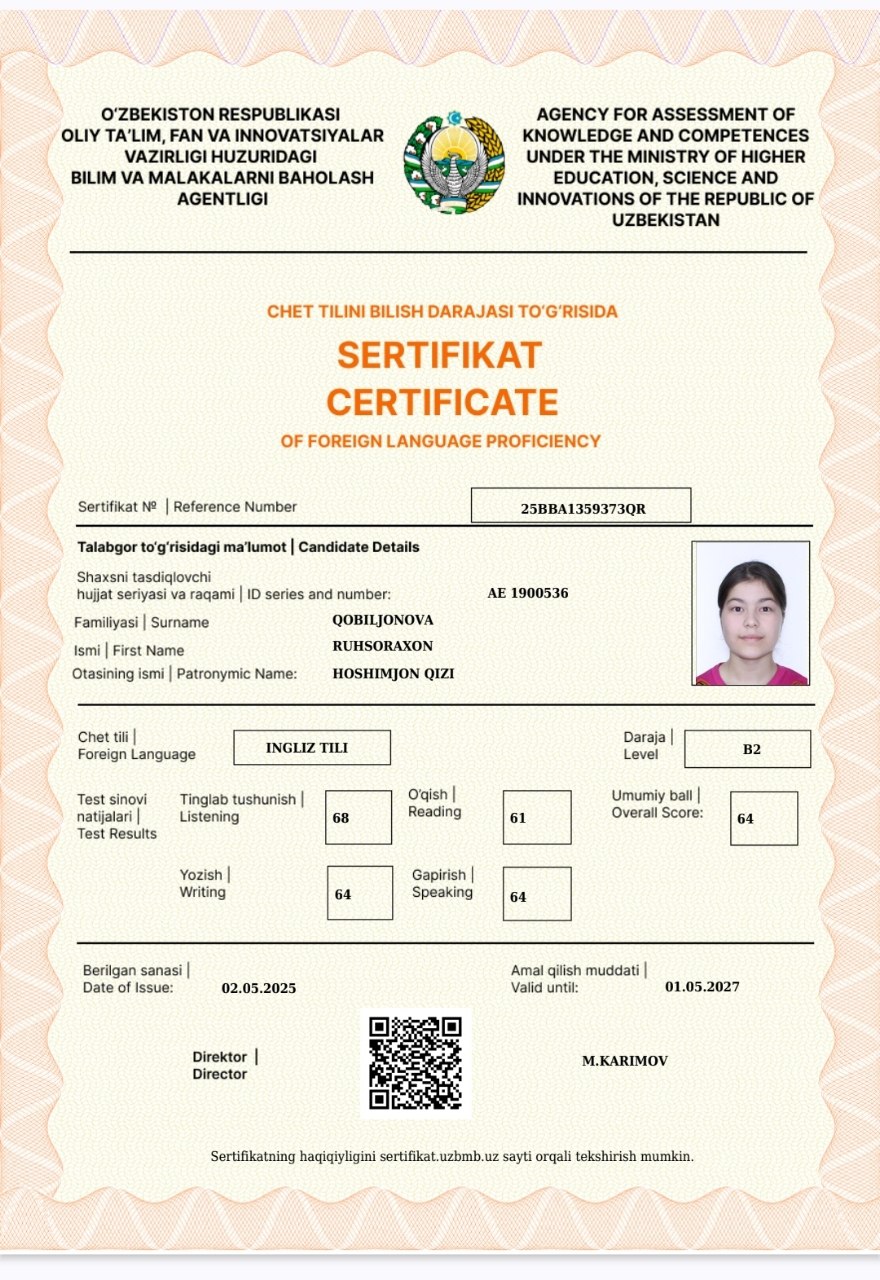 O‘ZBEKISTON RESPUBLIKASI
OLIY TA’LIM, FAN VA INNOVATSIYALAR
VAZIRLIGI HUZURIDAGI
BILIM VA MALAKALARNI BAHOLASH
AGENTLIGI
AGENCY FOR ASSESSMENT OF
KNOWLEDGE AND COMPETENCES
UNDER THE MINISTRY OF HIGHER
EDUCATION, SCIENCE AND
INNOVATIONS OF THE REPUBLIC OF
UZBEKISTAN
CHET TILINI BILISH DARAJASI TO‘G‘RISIDA
SERTIFIKAT
CERTIFICATE
OF FOREIGN LANGUAGE PROFICIENCY
Sertifikat № | Reference Number 25BBA1359373QR
Talabgor to‘g‘risidagi ma’lumot | Candidate Details
Shaxsni tasdiqlovchi
hujjat seriyasi va raqami | ID series and number: AE 1900536
Familiyasi | Surname QOBILJONOVA
Ismi | First Name RUHSORAXON
Otasining ismi | Patronymic Name: HOSHIMJON QIZI
Chet tili |
Foreign Language
INGLIZ TILI
Daraja |
Level
B2
Test sinovi
natijalari |
Test Results
Tinglab tushunish |
Listening
68
O‘qish |
Reading
61
Umumiy ball |
Overall Score:
64
Yozish |
Writing
64
Gapirish |
Speaking
64
Berilgan sanasi |
Date of Issue: 02.05.2025
Amal qilish muddati |
Valid until: 01.05.2027
Direktor |
Director
M.KARIMOV
Sertifikatning haqiqiyligini sertifikat.uzbmb.uz sayti orqali tekshirish mumkin.